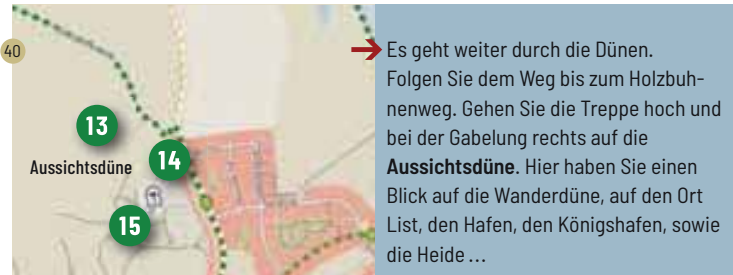 40
13
Aussichtsdüne
14
15
Es geht weiter durch die Dünen.
Folgen Sie dem Weg bis zum Holzbuh-
nenweg. Gehen Sie die Treppe hoch und
bei der Gabelung rechts auf die
Aussichtsdüne. Hier haben Sie einen
Blick auf die Wanderdüne, auf den Ort
List, den Hafen, den Königshafen, sowie
die Heide ...